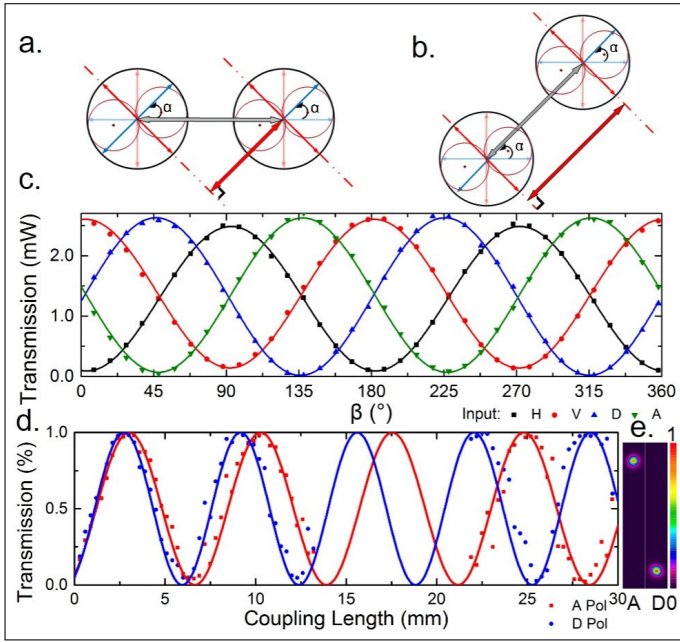 a.
b.
α
α
α
α
c.
Transmission (mW)
2.0
1.0
0.0
0 45 90 135 180 225 270 315 360
β (°)
Input: H V D A
d.
e.
Transmission (%)
1.0
0.5
0.0
0 5 10 15 20 25 30
Coupling Length (mm)
A Pol
D Pol
1
A D0